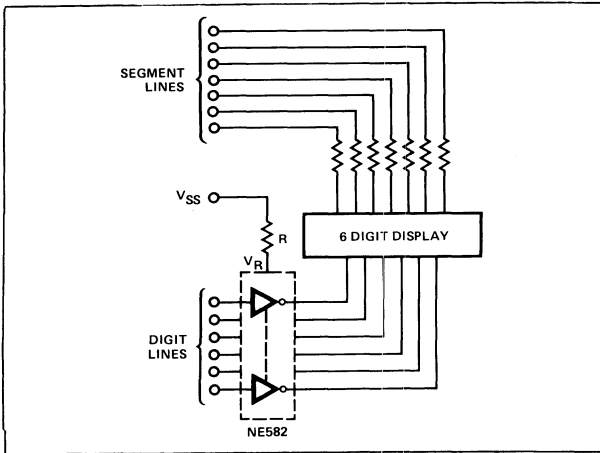 SEGMENT
LINES
VSS
R
VR
6 DIGIT DISPLAY
DIGIT
LINES
NE582